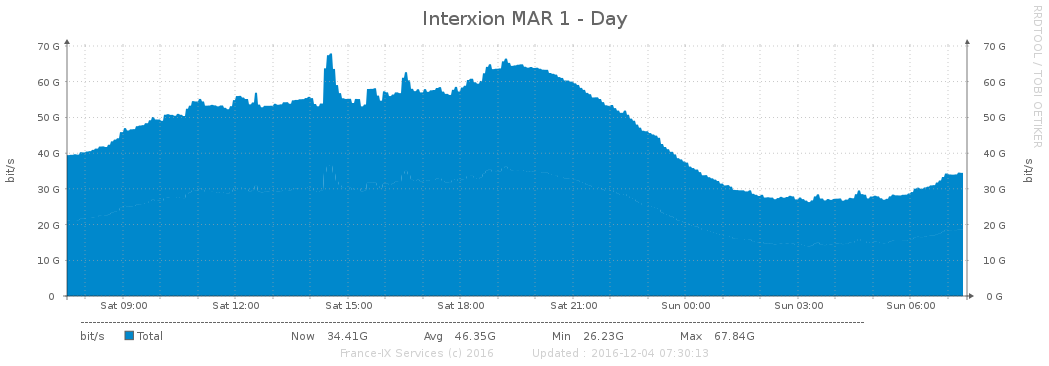 Interxion MAR 1 - Day
RRDTOOL / TOBI OETIKER
bit/s
70 G
60 G
50 G
40 G
30 G
20 G
10 G
0
70 G
60 G
50 G
40 G
30 G
20 G
10 G
0 G
bit/s
Sat 09:00 Sat 12:00 Sat 15:00 Sat 18:00 Sat 21:00 Sun 00:00 Sun 03:00 Sun 06:00
bit/s Total Now 34.41G Avg 46.35G Min 26.23G Max 67.84G
France-IX Services (c) 2016 Updated : 2016-12-04 07:30:13